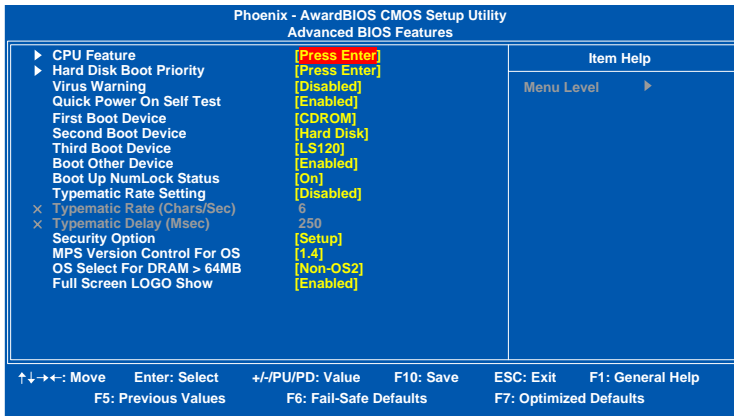 Phoenix - AwardBIOS CMOS Setup Utility
Advanced BIOS Features
CPU Feature [Press Enter]
Hard Disk Boot Priority [Press Enter]
Virus Warning [Disabled]
Quick Power On Self Test [Enabled]
First Boot Device [CDROM]
Second Boot Device [Hard Disk]
Third Boot Device [LS120]
Boot Other Device [Enabled]
Boot Up NumLock Status [On]
Typematic Rate Setting [Disabled]
× Typematic Rate (Chars/Sec) 6
× Typematic Delay (Msec) 250
Security Option [Setup]
MPS Version Control For OS [1.4]
OS Select For DRAM > 64MB [Non-OS2]
Full Screen LOGO Show [Enabled]
Item Help
Menu Level
↑↓→←: Move Enter: Select +/-/PU/PD: Value F10: Save ESC: Exit F1: General Help
F5: Previous Values F6: Fail-Safe Defaults F7: Optimized Defaults